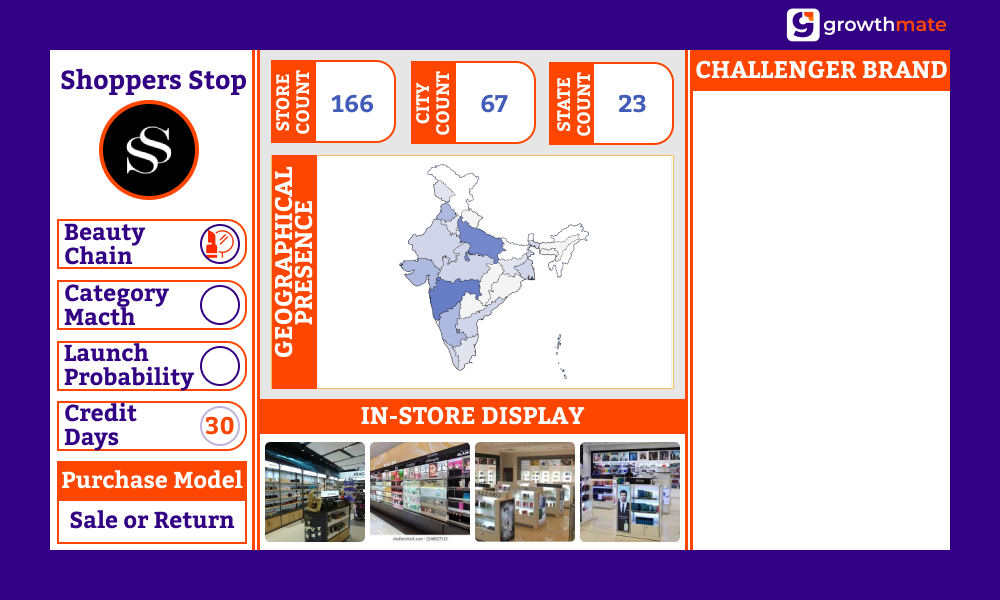 growthmate
Shoppers Stop
SS
Beauty
Chain
Category
Macth
Launch
Probability
Credit
Days
30
Purchase Model
Sale or Return
STORE
COUNT
166
CITY
COUNT
67
STATE
COUNT
23
GEOGRAPHICAL
PRESENCE
IN-STORE DISPLAY
CHALLENGER BRAND